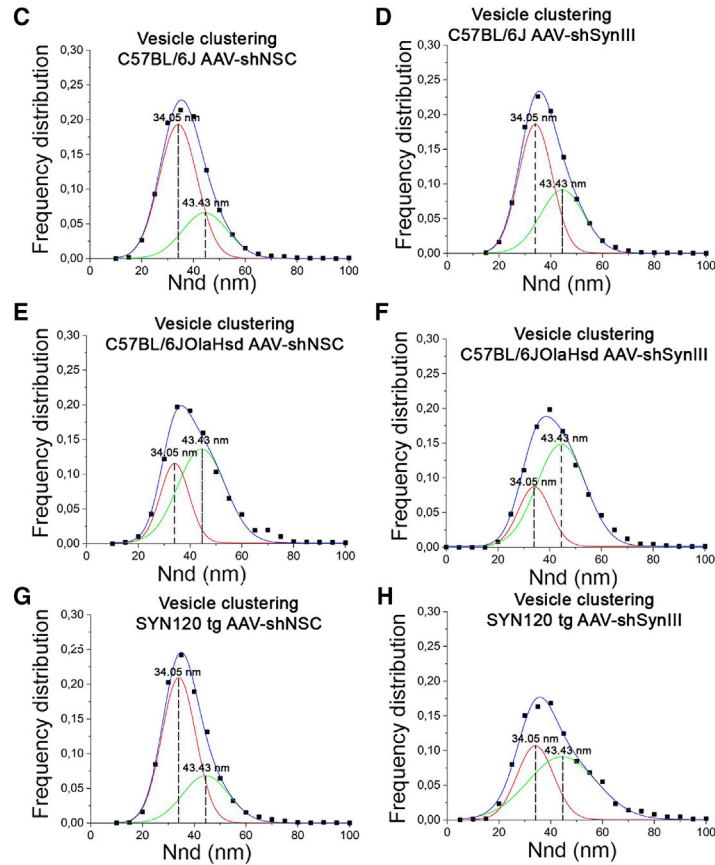 C
Vesicle clustering
C57BL/6J AAV-shNSC
0,30
0,25
0,20
0,15
0,10
0,05
0,00
Frequency distribution
34.05 nm
43.43 nm
0 20 40 60 80 100
Nnd (nm)
D
Vesicle clustering
C57BL/6J AAV-shSynIII
0,30
0,25
0,20
0,15
0,10
0,05
0,00
Frequency distribution
34.05 nm
43.43 nm
0 20 40 60 80 100
Nnd (nm)
E
Vesicle clustering
C57BL/6JOlaHsd AAV-shNSC
0,30
0,25
0,20
0,15
0,10
0,05
0,00
Frequency distribution
43.43 nm
34.05 nm
0 20 40 60 80 100
Nnd (nm)
F
Vesicle clustering
C57BL/6JOlaHsd AAV-shSynIII
0,30
0,25
0,20
0,15
0,10
0,05
0,00
Frequency distribution
43.43 nm
34.05 nm
0 20 40 60 80 100
Nnd (nm)
G
Vesicle clustering
SYN120 tg AAV-shNSC
0,30
0,25
0,20
0,15
0,10
0,05
0,00
Frequency distribution
34.05 nm
43.43 nm
0 20 40 60 80 100
Nnd (nm)
H
Vesicle clustering
SYN120 tg AAV-shSynIII
0,30
0,25
0,20
0,15
0,10
0,05
0,00
Frequency distribution
34.05 nm
43.43 nm
0 20 40 60 80 100
Nnd (nm)